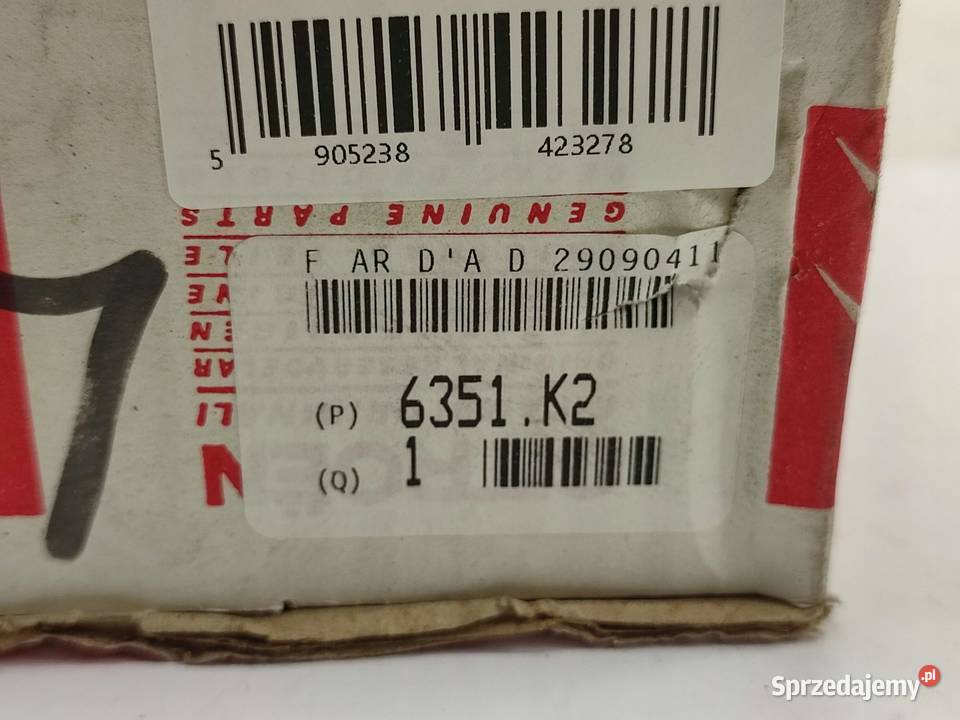 5 905238 423278
GENUINE PARTS
F AR D'A D 29090411
(P) 6351.K2
(Q) 1
Sprzedajemy.pl